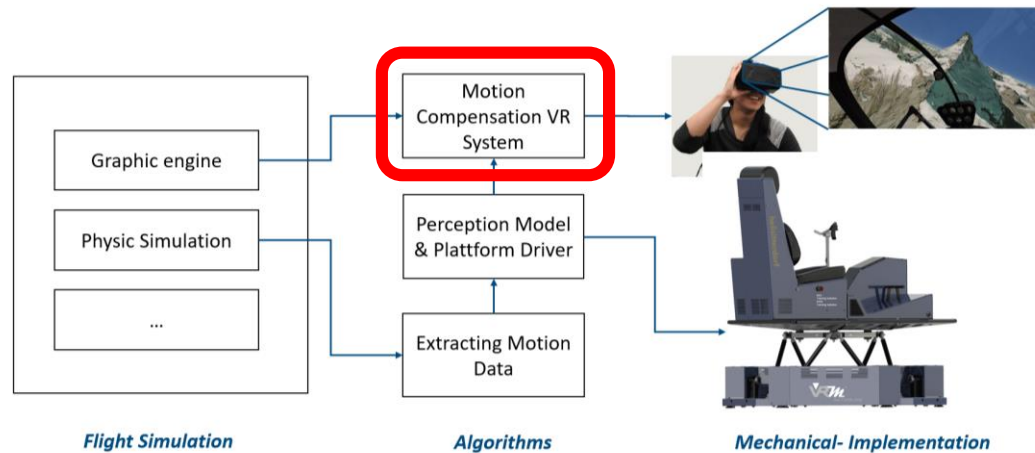 Graphic engine
Physic Simulation
...
Motion
Compensation VR
System
Perception Model
& Plattform Driver
Extracting Motion
Data
VRM
Flight Simulation
Algorithms
Mechanical- Implementation